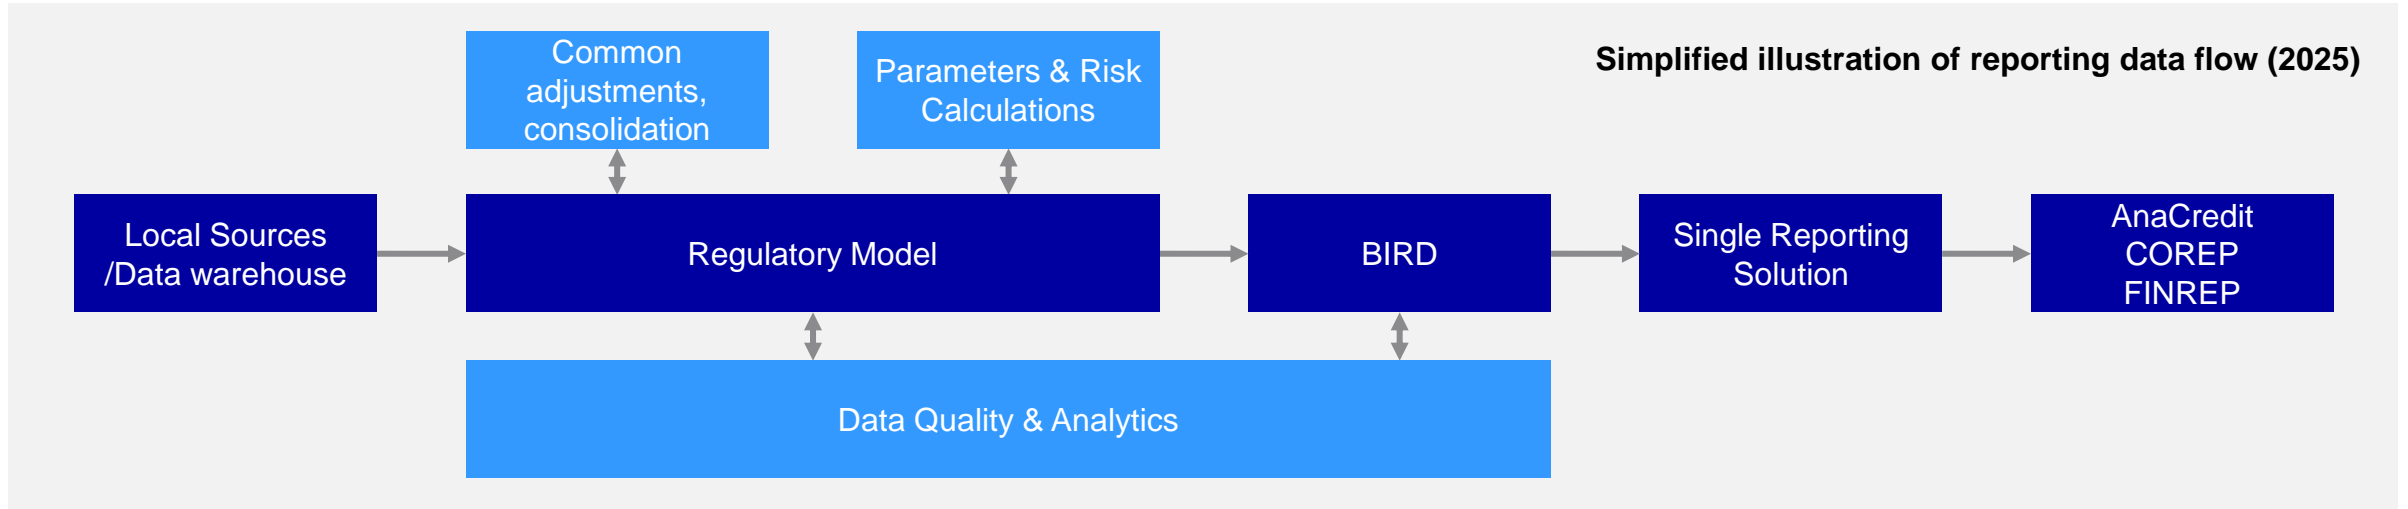 Simplified illustration of reporting data flow (2025)
Common
adjustments,
consolidation
Parameters & Risk
Calculations
Local Sources
/Data warehouse
Regulatory Model
BIRD
Single Reporting
Solution
AnaCredit
COREP
FINREP
Data Quality & Analytics